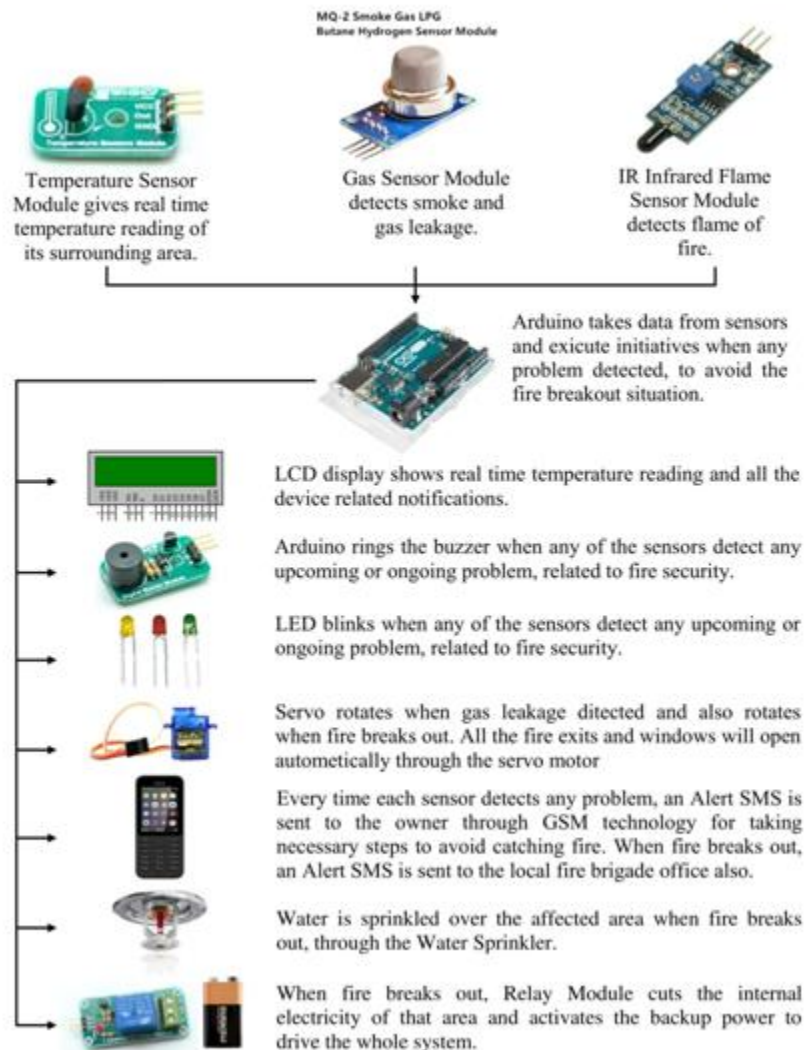 MQ-2 Smoke Gas LPG
Butane Hydrogen Sensor Module
VCC
Out
GND
Temperature Sensor Module
Temperature Sensor
Module gives real time
temperature reading of
its surrounding area.
Gas Sensor Module
detects smoke and
gas leakage.
IR Infrared Flame
Sensor Module
detects flame of
fire.
Arduino takes data from sensors
and exicute initiatives when any
problem detected, to avoid the
fire breakout situation.
LCD display shows real time temperature reading and all the
device related notifications.
Arduino rings the buzzer when any of the sensors detect any
upcoming or ongoing problem, related to fire security.
LED blinks when any of the sensors detect any upcoming or
ongoing problem, related to fire security.
Servo rotates when gas leakage ditected and also rotates
when fire breaks out. All the fire exits and windows will open
autometically through the servo motor
Every time each sensor detects any problem, an Alert SMS is
sent to the owner through GSM technology for taking
necessary steps to avoid catching fire. When fire breaks out,
an Alert SMS is sent to the local fire brigade office also.
Water is sprinkled over the affected area when fire breaks
out, through the Water Sprinkler.
When fire breaks out, Relay Module cuts the internal
electricity of that area and activates the backup power to
drive the whole system.